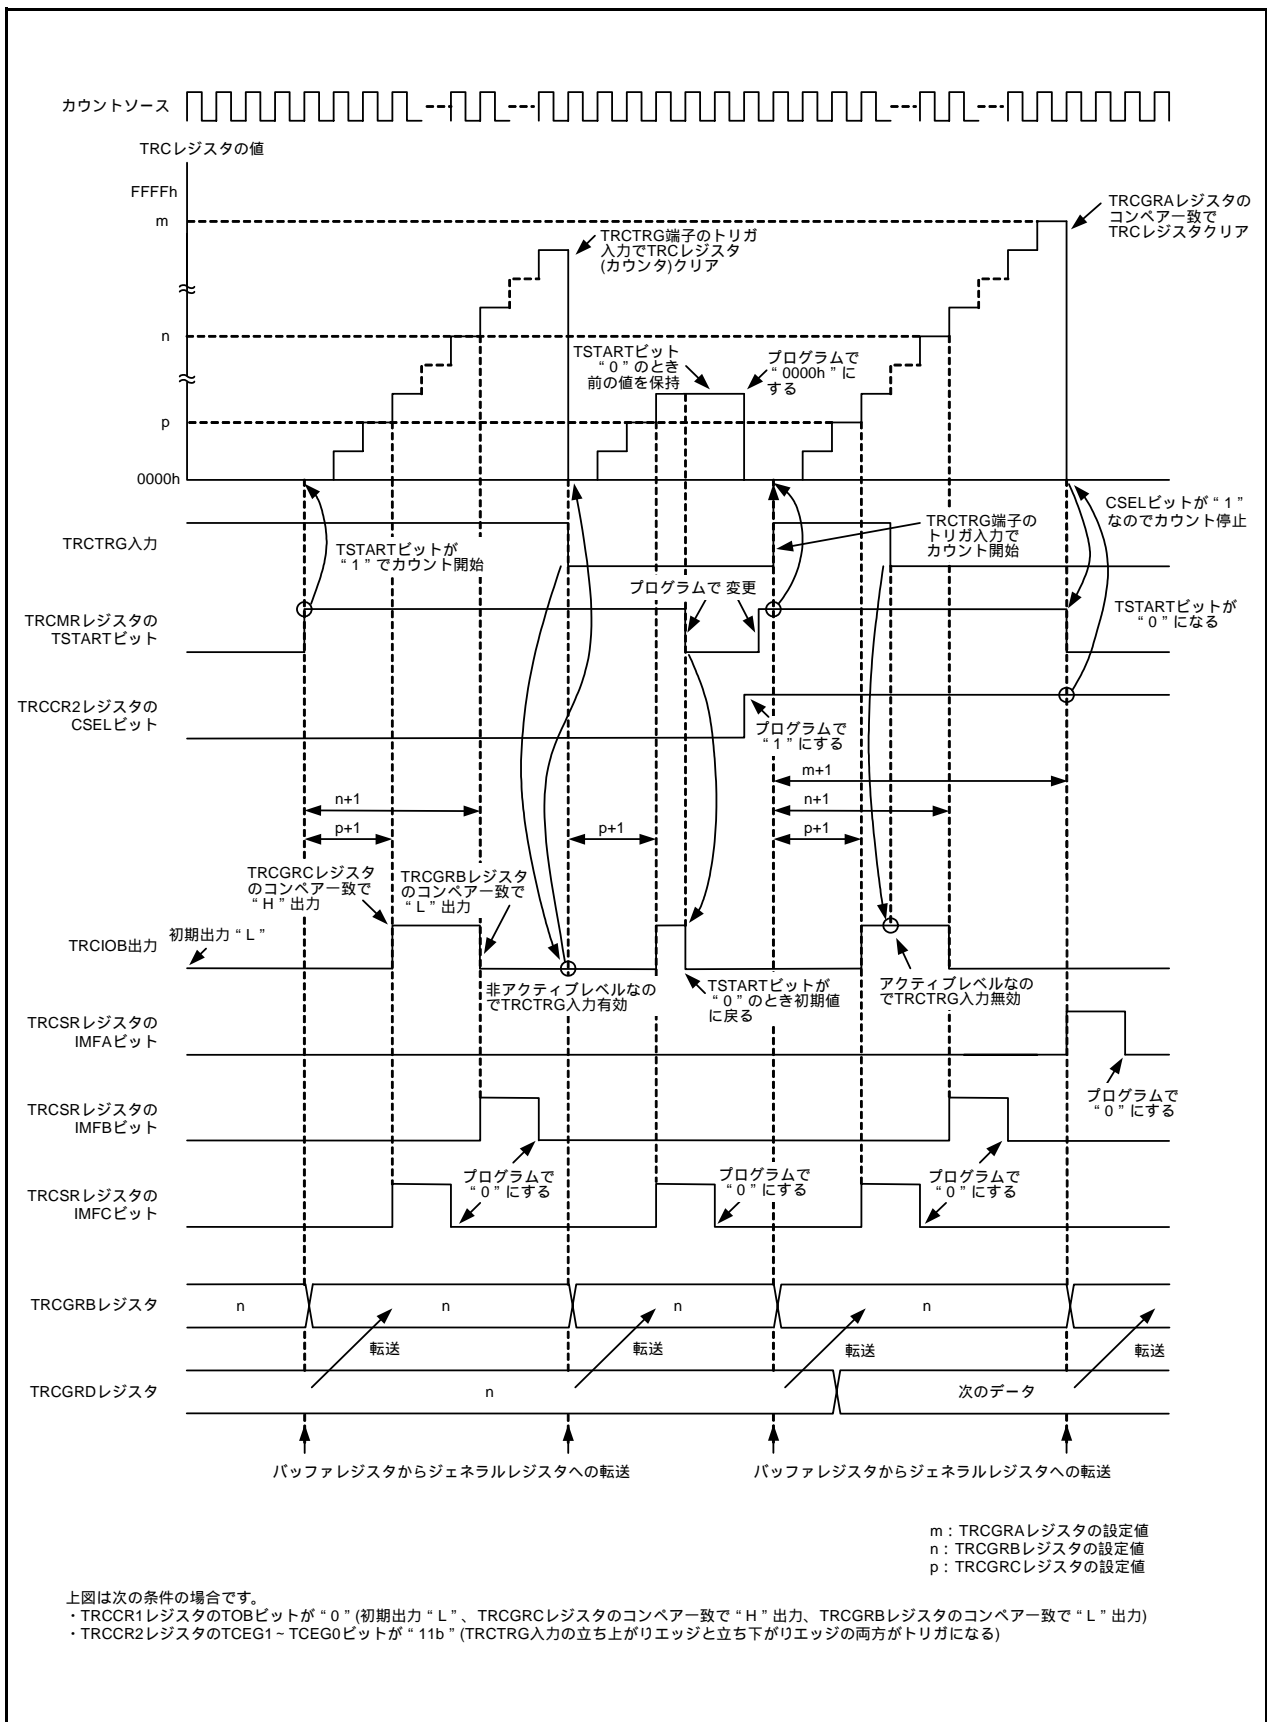 カウントソース
TRCレジスタの値
FFFFh
m
n
p
0000h
TRCGRAレジスタの
コンペア一致で
TRCレジスタクリア
TRCTRG端子のトリガ
入力でTRCレジスタ
(カウンタ)クリア
TSTARTビット
“0”のとき
前の値を保持
プログラムで
“0000h”に
する
CSELビットが“1”
なのでカウント停止
TRCTRG入力
TSTARTビットが
“1”でカウント開始
TRCTRG端子の
トリガ入力で
カウント開始
プログラムで 変更
TRCMRレジスタの
TSTARTビット
TSTARTビットが
“0”になる
TRCCR2レジスタの
CSELビット
プログラムで
“1”にする
m+1
n+1
n+1
p+1
p+1
p+1
TRCGRCレジスタ
のコンペア一致で
“H”出力
TRCGRBレジスタ
のコンペア一致で
“L”出力
TRCIOB出力
初期出力“L”
非アクティブレベルなの
でTRCTRG入力有効
TSTARTビットが
“0”のとき初期値
に戻る
アクティブレベルなの
でTRCTRG入力無効
TRCSRレジスタの
IMFAビット
プログラムで
“0”にする
TRCSRレジスタの
IMFBビット
プログラムで
“0”にする
プログラムで
“0”にする
プログラムで
“0”にする
TRCSRレジスタの
IMFCビット
TRCGRBレジスタ
n
n
n
n
転送
転送
転送
転送
TRCGRDレジスタ
n
次のデータ
バッファレジスタからジェネラルレジスタへの転送
バッファレジスタからジェネラルレジスタへの転送
m：TRCGRAレジスタの設定値
n：TRCGRBレジスタの設定値
p：TRCGRCレジスタの設定値
上図は次の条件の場合です。
・TRCCR1レジスタのTOBビットが“0”(初期出力“L”、TRCGRCレジスタのコンペア一致で“H”出力、TRCGRBレジスタのコンペア一致で“L”出力)
・TRCCR2レジスタのTCEG1～TCEG0ビットが“11b”(TRCTRG入力の立ち上がりエッジと立ち下がりエッジの両方がトリガになる)